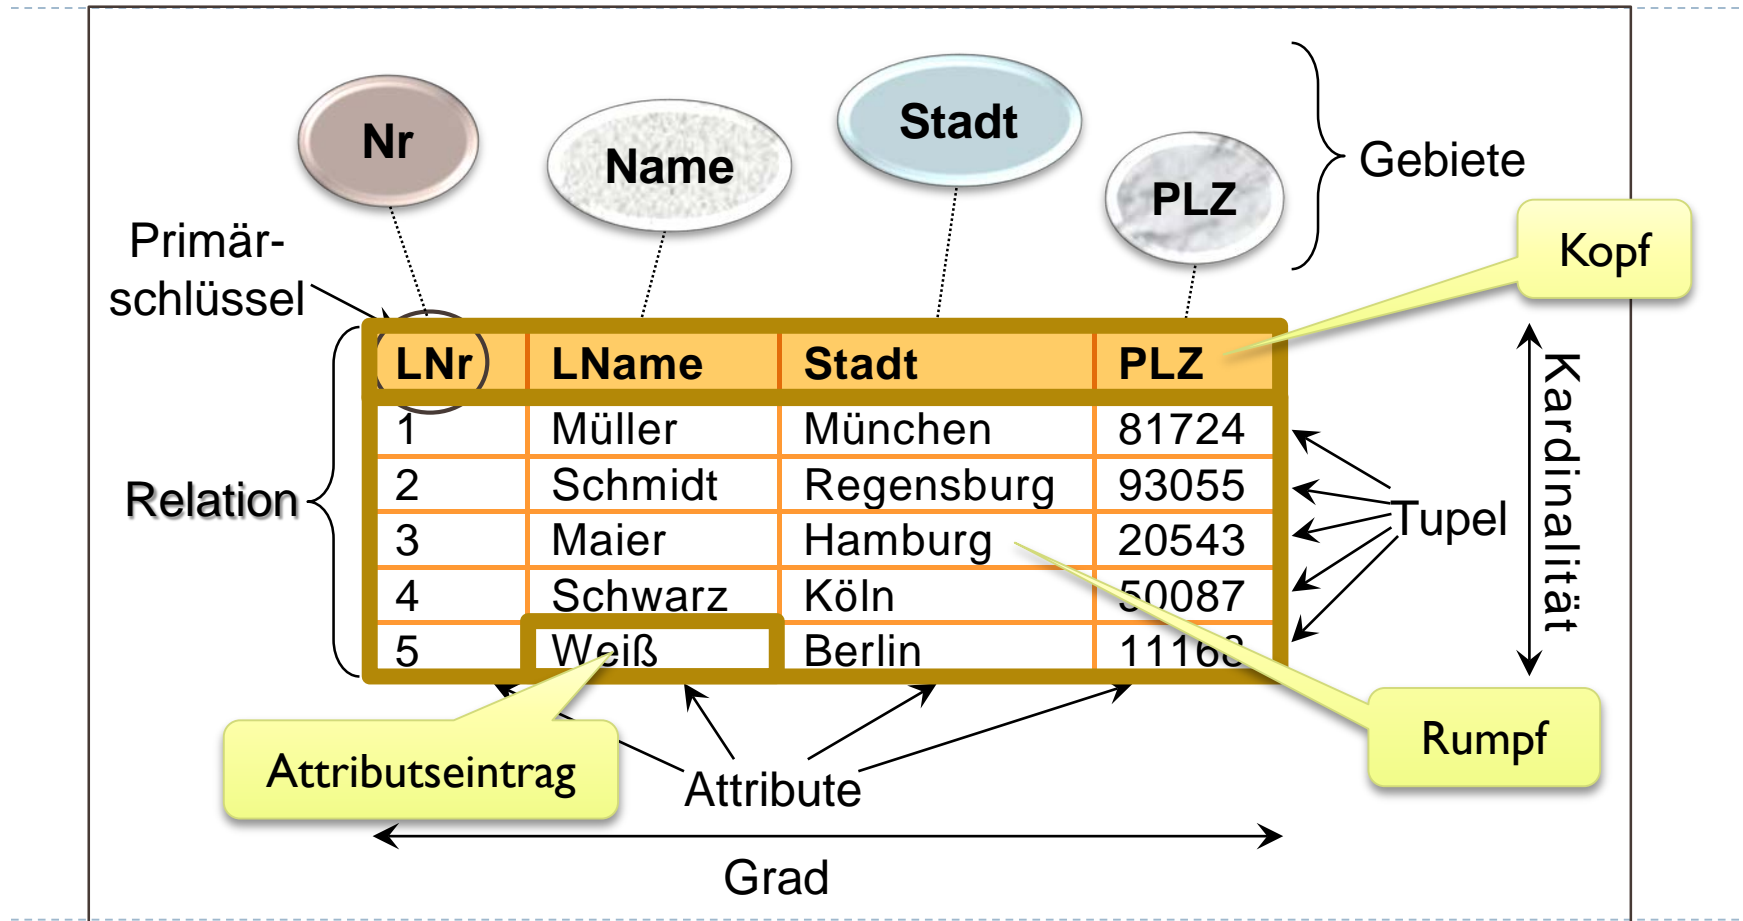 Nr
Name
Stadt
PLZ
Gebiete
Primär-
schlüssel
Kopf
LNr LName Stadt PLZ
1 Müller München 81724
2 Schmidt Regensburg 93055
3 Maier Hamburg 20543
4 Schwarz Köln 50087
5 Weiß Berlin 11168
Relation
Tupel
Kardinalität
Rumpf
Attributseintrag
Attribute
Grad